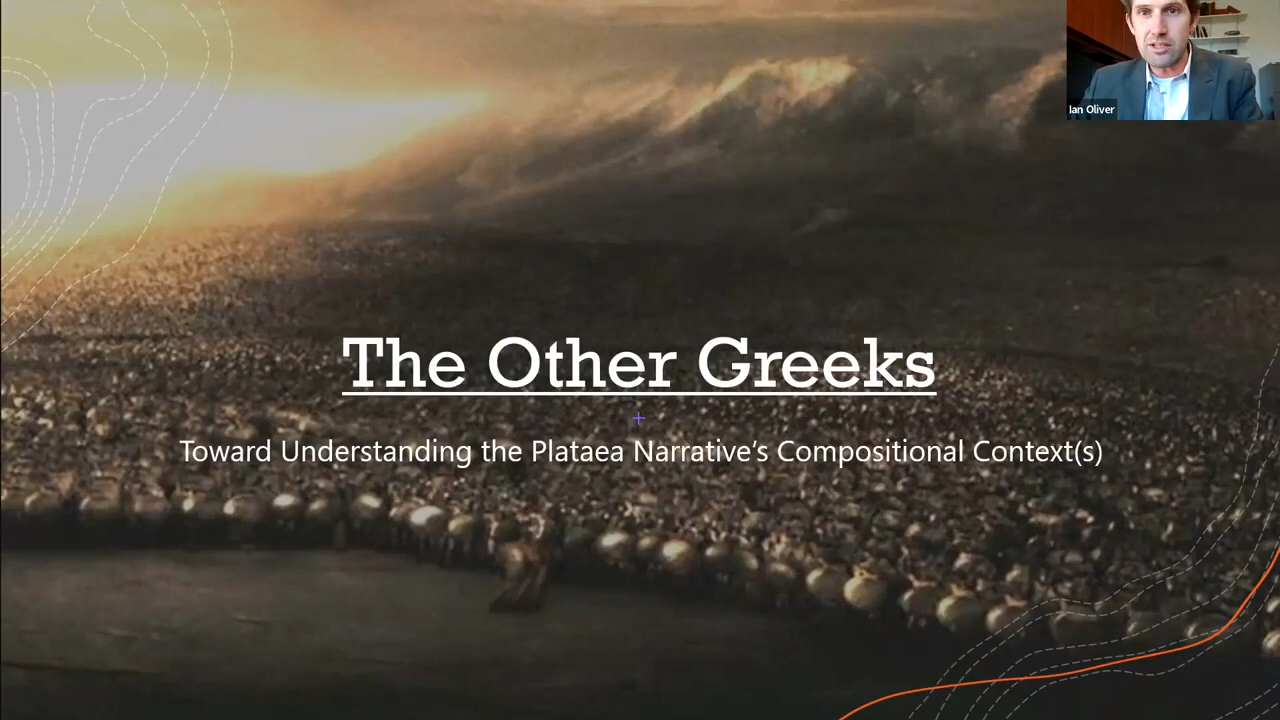 Ian Oliver
The Other Greeks
Toward Understanding the Plataea Narrative’s Compositional Context(s)